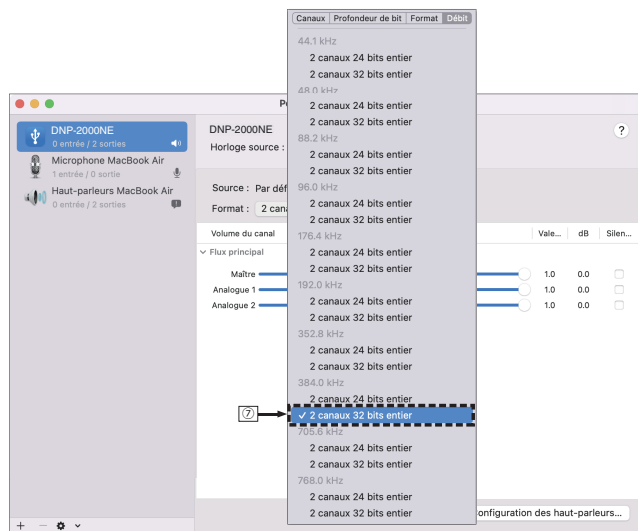 Canaux Profondeur de bit Format Débit
44.1 kHz
2 canaux 24 bits entier
2 canaux 32 bits entier
48.0 kHz
2 canaux 24 bits entier
2 canaux 32 bits entier
88.2 kHz
2 canaux 24 bits entier
2 canaux 32 bits entier
96.0 kHz
2 canaux 24 bits entier
2 canaux 32 bits entier
176.4 kHz
2 canaux 24 bits entier
2 canaux 32 bits entier
192.0 kHz
2 canaux 24 bits entier
2 canaux 32 bits entier
352.8 kHz
2 canaux 24 bits entier
2 canaux 32 bits entier
384.0 kHz
2 canaux 24 bits entier
⑦
✓ 2 canaux 32 bits entier
705.6 kHz
2 canaux 24 bits entier
2 canaux 32 bits entier
768.0 kHz
2 canaux 24 bits entier
2 canaux 32 bits entier
DNP-2000NE
0 entrée / 2 sorties
Microphone MacBook Air
1 entrée / 0 sortie
Haut-parleurs MacBook Air
0 entrée / 2 sorties
DNP-2000NE
?
Horloge source :
Source : Par déf
Format : 2 cana
Volume du canal Vale... dB Silen...
Flux principal
Maître 1.0 0.0
Analogue 1 1.0 0.0
Analogue 2 1.0 0.0
onfiguration des haut-parleurs...
+ −